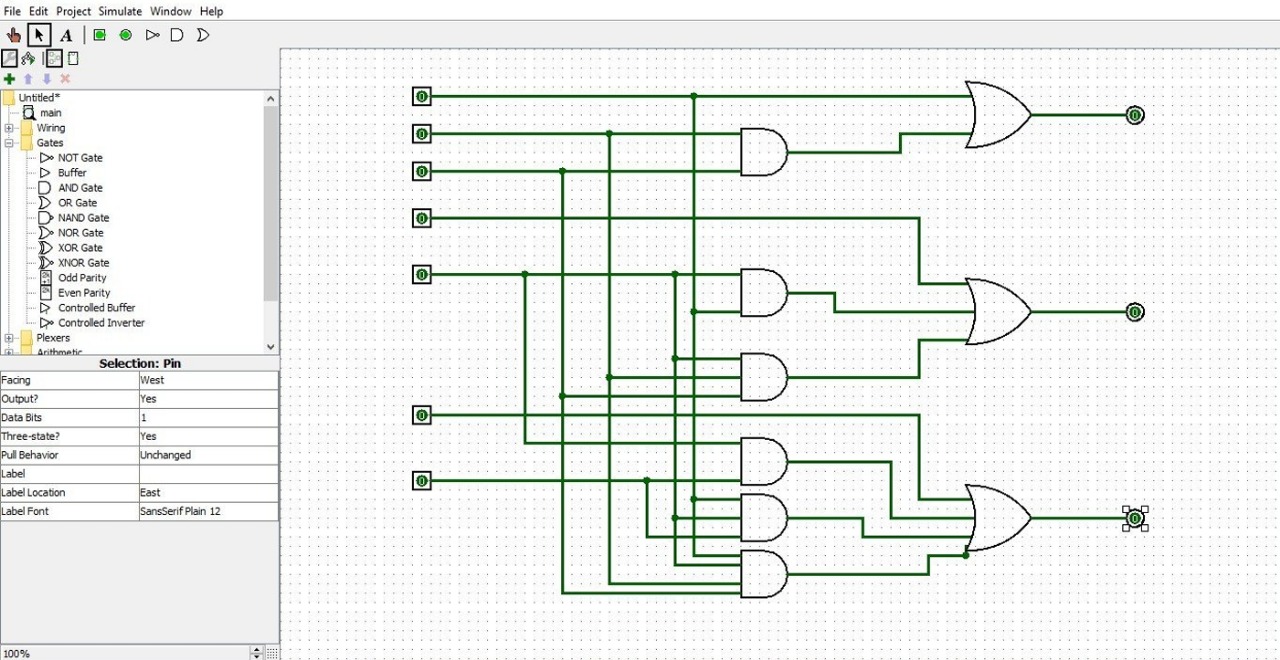 File Edit Project Simulate Window Help
A
Untitled*
main
Wiring
Gates
NOT Gate
Buffer
AND Gate
OR Gate
NAND Gate
NOR Gate
XOR Gate
XNOR Gate
Odd Parity
Even Parity
Controlled Buffer
Controlled Inverter
Plexers
Arithmetic
Selection: Pin
Facing West
Output? Yes
Data Bits 1
Three-state? Yes
Pull Behavior Unchanged
Label
Label Location East
Label Font SansSerif Plain 12
100%
0
0
0
0
0
0
0
0
0
0